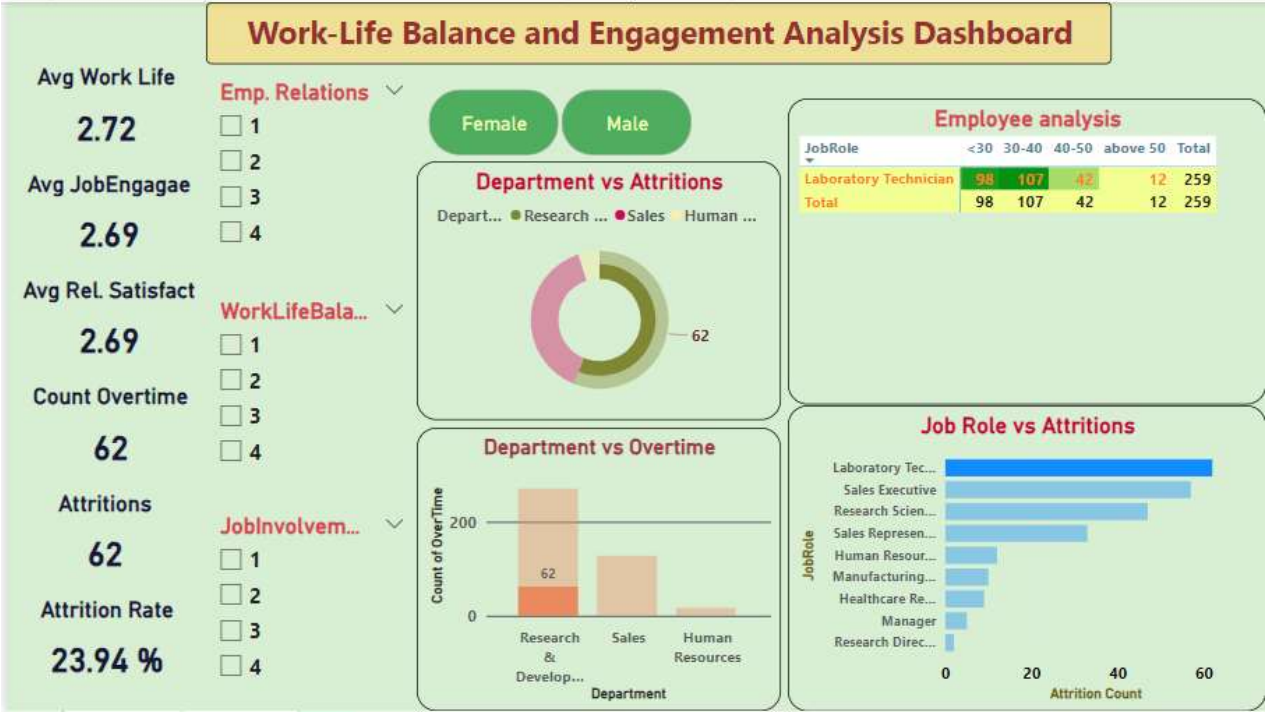 Work-Life Balance and Engagement Analysis Dashboard
Avg Work Life
2.72
Avg JobEngagae
2.69
Avg Rel. Satisfact
2.69
Count Overtime
62
Attritions
62
Attrition Rate
23.94 %
Emp. Relations
1
2
3
4
WorkLifeBala...
1
2
3
4
JobInvolvem...
1
2
3
4
Female
Male
Department vs Attritions
Depart... Research ... Sales Human ...
62
Department vs Overtime
Count of OverTime
200
0
62
Research & Develop...
Sales
Human Resources
Department
Employee analysis
JobRole <30 30-40 40-50 above 50 Total
Laboratory Technician 98 107 42 12 259
Total 98 107 42 12 259
Job Role vs Attritions
JobRole
Laboratory Tec...
Sales Executive
Research Scien...
Sales Represen...
Human Resour...
Manufacturing...
Healthcare Re...
Manager
Research Direc...
0 20 40 60
Attrition Count